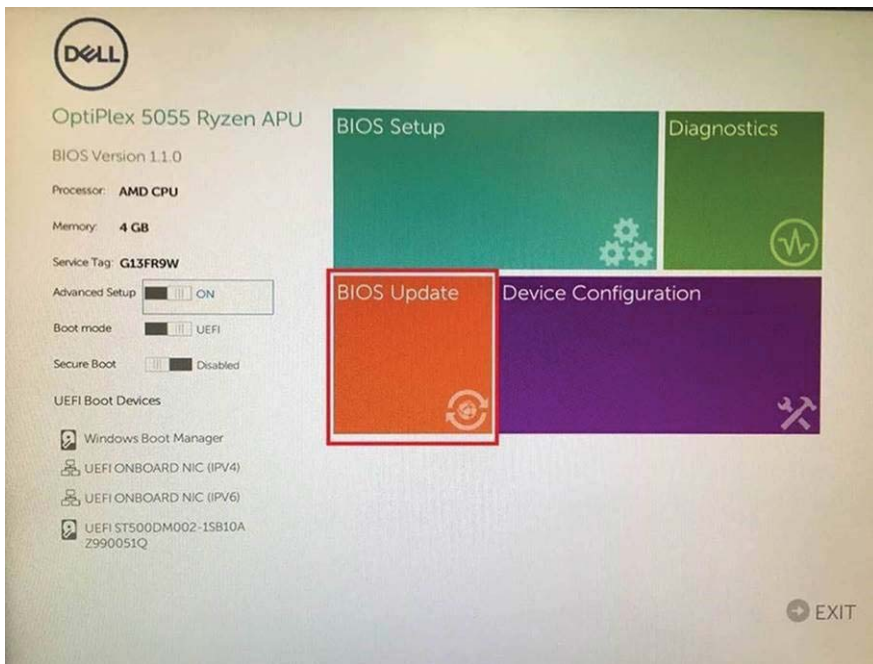 DELL
OptiPlex 5055 Ryzen APU
BIOS Version 1.1.0
Processor: AMD CPU
Memory: 4 GB
Service Tag: G13FR9W
Advanced Setup ON
Boot mode UEFI
Secure Boot Disabled
UEFI Boot Devices
Windows Boot Manager
UEFI ONBOARD NIC (IPV4)
UEFI ONBOARD NIC (IPV6)
UEFI ST500DM002-1SB10A
Z990051Q
BIOS Setup
Diagnostics
BIOS Update
Device Configuration
EXIT